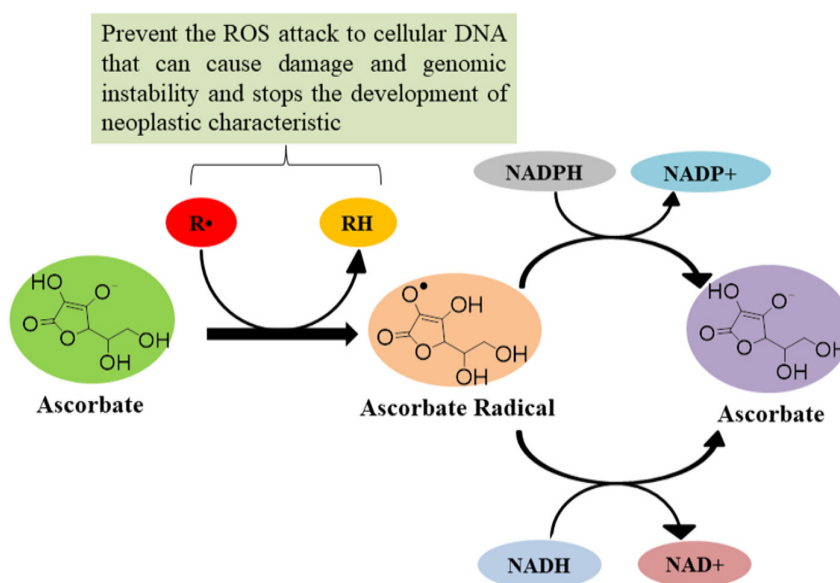 Prevent the ROS attack to cellular DNA
that can cause damage and genomic
instability and stops the development of
neoplastic characteristic
NADPH
NADP+
R•
RH
HO
O⁻
O
O
OH
OH
Ascorbate
O•
OH
O
O
OH
OH
Ascorbate Radical
HO
O⁻
O
O
OH
OH
Ascorbate
NADH
NAD+